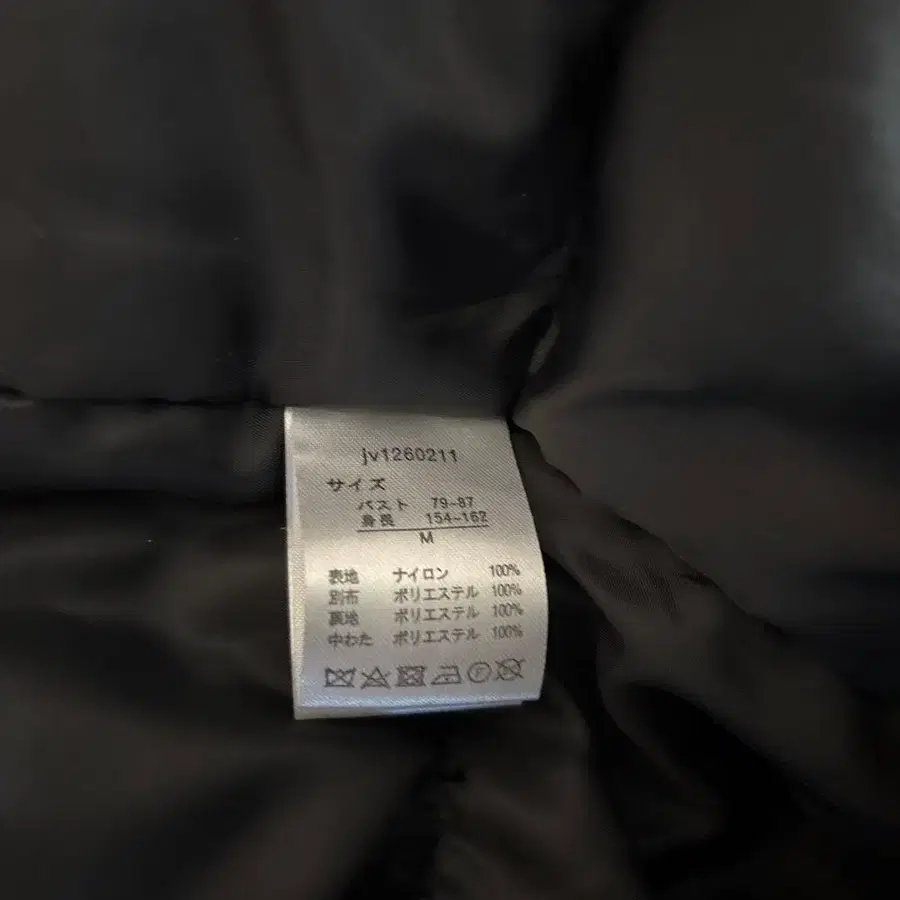 jv1260211
サイズ
バスト 79-87
身長 154-162
M
表地 ナイロン 100%
別布 ポリエステル 100%
裏地 ポリエステル 100%
中わた ポリエステル 100%
F